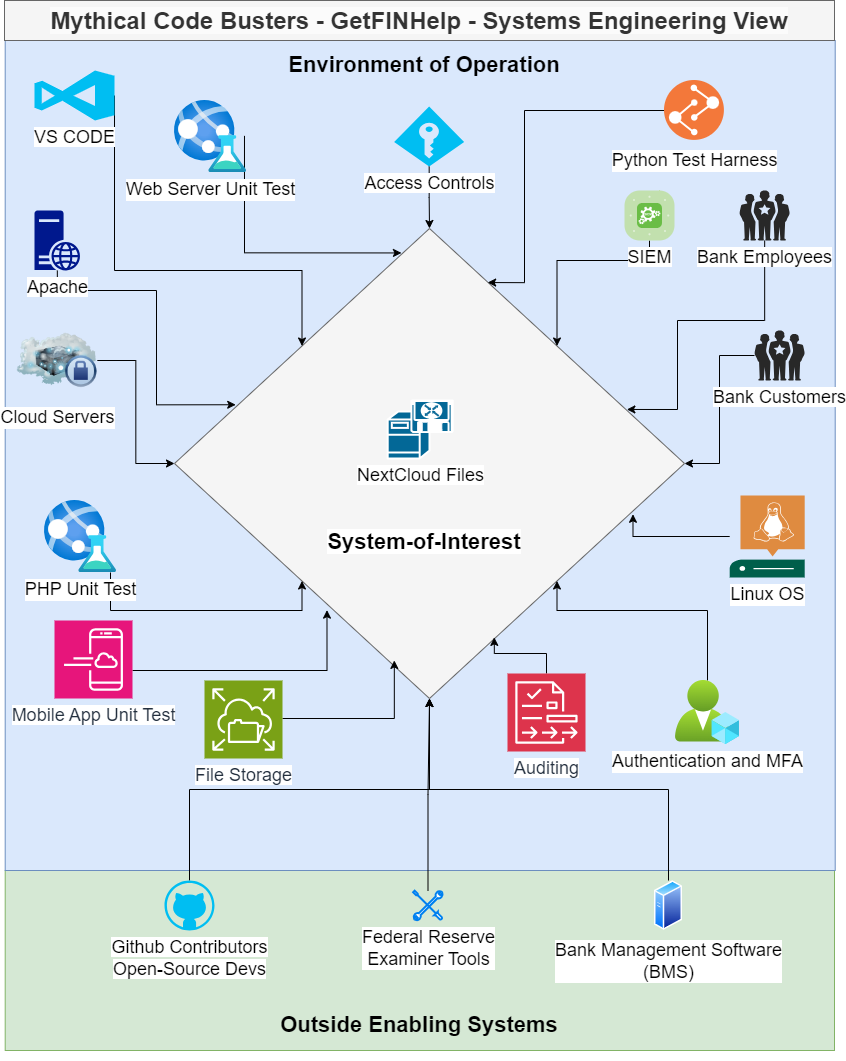 Mythical Code Busters - GetFINHelp - Systems Engineering View
Environment of Operation
VS CODE
Web Server Unit Test
Access Controls
Python Test Harness
SIEM
Bank Employees
Apache
Cloud Servers
Bank Customers
NextCloud Files
System-of-Interest
PHP Unit Test
Linux OS
Mobile App Unit Test
File Storage
Auditing
Authentication and MFA
Github Contributors
Open-Source Devs
Federal Reserve
Examiner Tools
Bank Management Software
(BMS)
Outside Enabling Systems